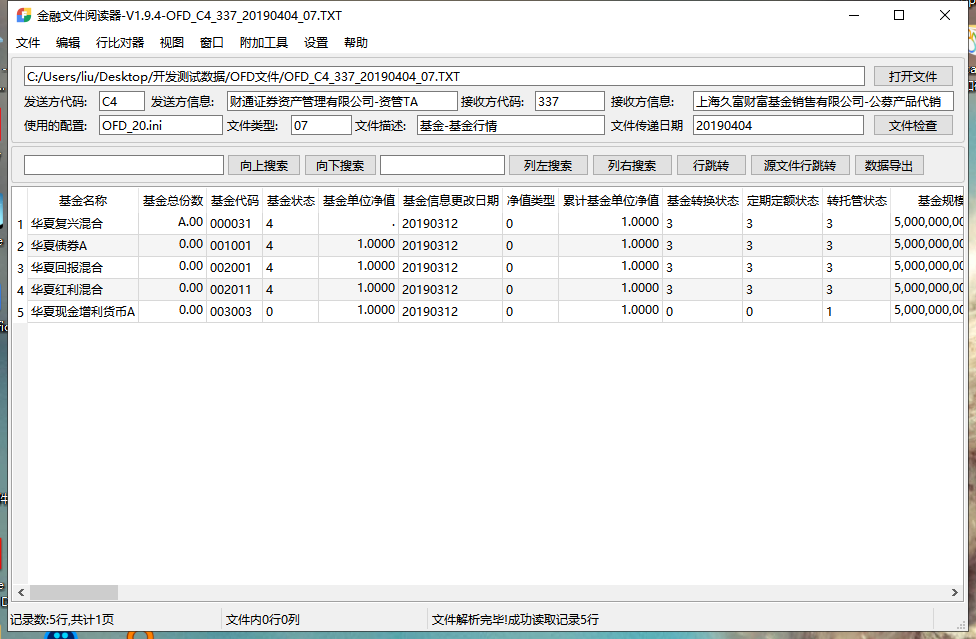 金融文件阅读器-V1.9.4-OFD_C4_337_20190404_07.TXT
文件 编辑 行比对器 视图 窗口 附加工具 设置 帮助
C:/Users/liu/Desktop/开发测试数据/OFD文件/OFD_C4_337_20190404_07.TXT 打开文件
发送方代码: C4 发送方信息: 财通证券资产管理有限公司-资管TA 接收方代码: 337 接收方信息: 上海久富财富基金销售有限公司-公募产品代销
使用的配置: OFD_20.ini 文件类型: 07 文件描述: 基金-基金行情 文件传递日期 20190404 文件检查
向上搜索 向下搜索 列左搜索 列右搜索 行跳转 源文件行跳转 数据导出
基金名称 基金总份数 基金代码 基金状态 基金单位净值 基金信息更改日期 净值类型 累计基金单位净值 基金转换状态 定期定额状态 转托管状态 基金规模
1 华夏复兴混合 A.00 000031 4 . 20190312 0 1.0000 3 3 3 5,000,000,00
2 华夏债券A 0.00 001001 4 1.0000 20190312 0 1.0000 3 3 3 5,000,000,00
3 华夏回报混合 0.00 002001 4 1.0000 20190312 0 1.0000 3 3 3 5,000,000,00
4 华夏红利混合 0.00 002011 4 1.0000 20190312 0 1.0000 3 3 3 5,000,000,00
5 华夏现金增利货币A 0.00 003003 0 1.0000 20190312 0 1.0000 0 0 1 5,000,000,00
记录数:5行,共计1页 文件内0行0列 文件解析完毕!成功读取记录5行